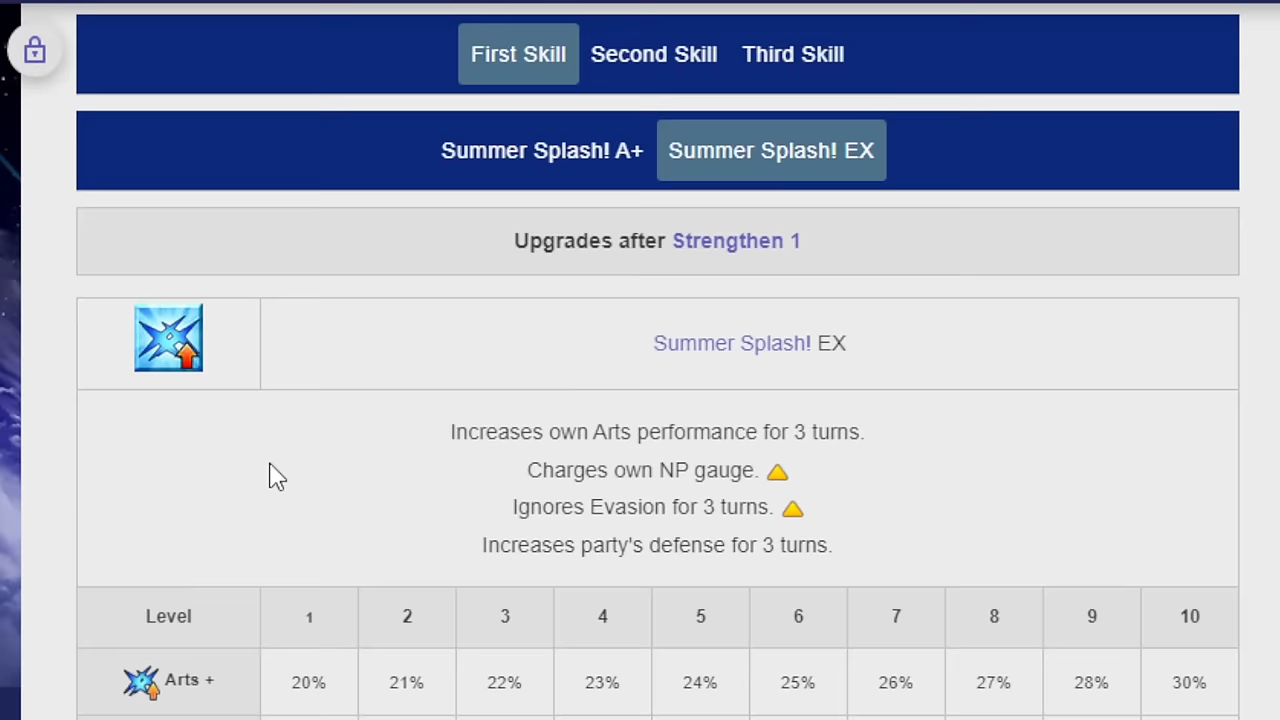 First Skill Second Skill Third Skill
Summer Splash! A+ Summer Splash! EX
Upgrades after Strengthen 1
Summer Splash! EX
Increases own Arts performance for 3 turns.
Charges own NP gauge.
Ignores Evasion for 3 turns.
Increases party's defense for 3 turns.
Level 1 2 3 4 5 6 7 8 9 10
Arts + 20% 21% 22% 23% 24% 25% 26% 27% 28% 30%